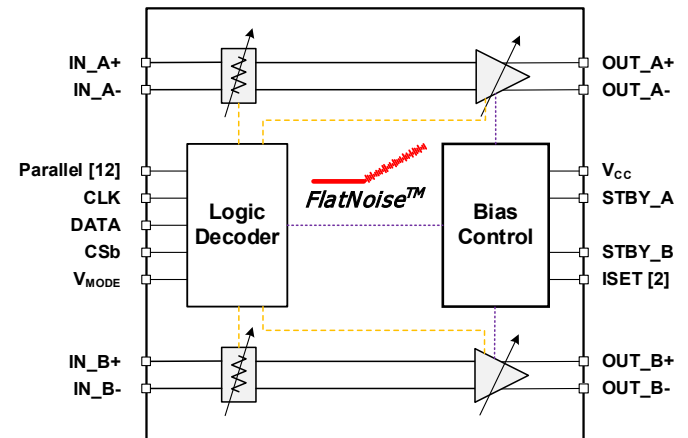 IN_A+
IN_A-
OUT_A+
OUT_A-
Parallel [12]
CLK
DATA
CSb
VMODE
Logic
Decoder
FlatNoise™
Bias
Control
VCC
STBY_A
STBY_B
ISET [2]
IN_B+
IN_B-
OUT_B+
OUT_B-